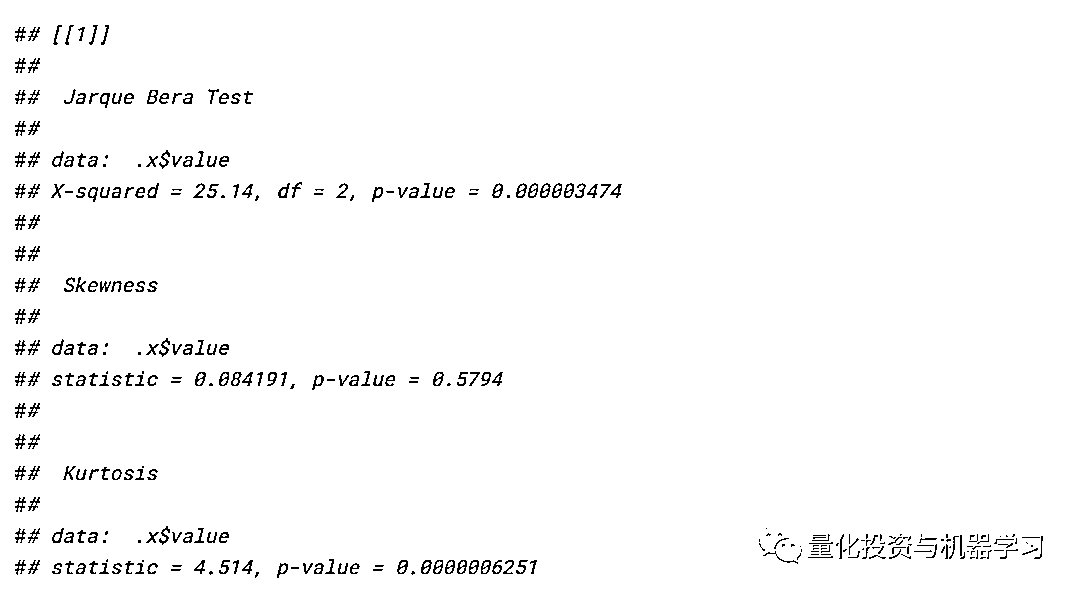 ## [[1]]
##
##  Jarque Bera Test
##
## data:  .x$value
## X-squared = 25.14, df = 2, p-value = 0.000003474
##
##
##  Skewness
##
## data:  .x$value
## statistic = 0.084191, p-value = 0.5794
##
##
##  Kurtosis
##
## data:  .x$value
## statistic = 4.514, p-value = 0.0000006251
量化投资与机器学习